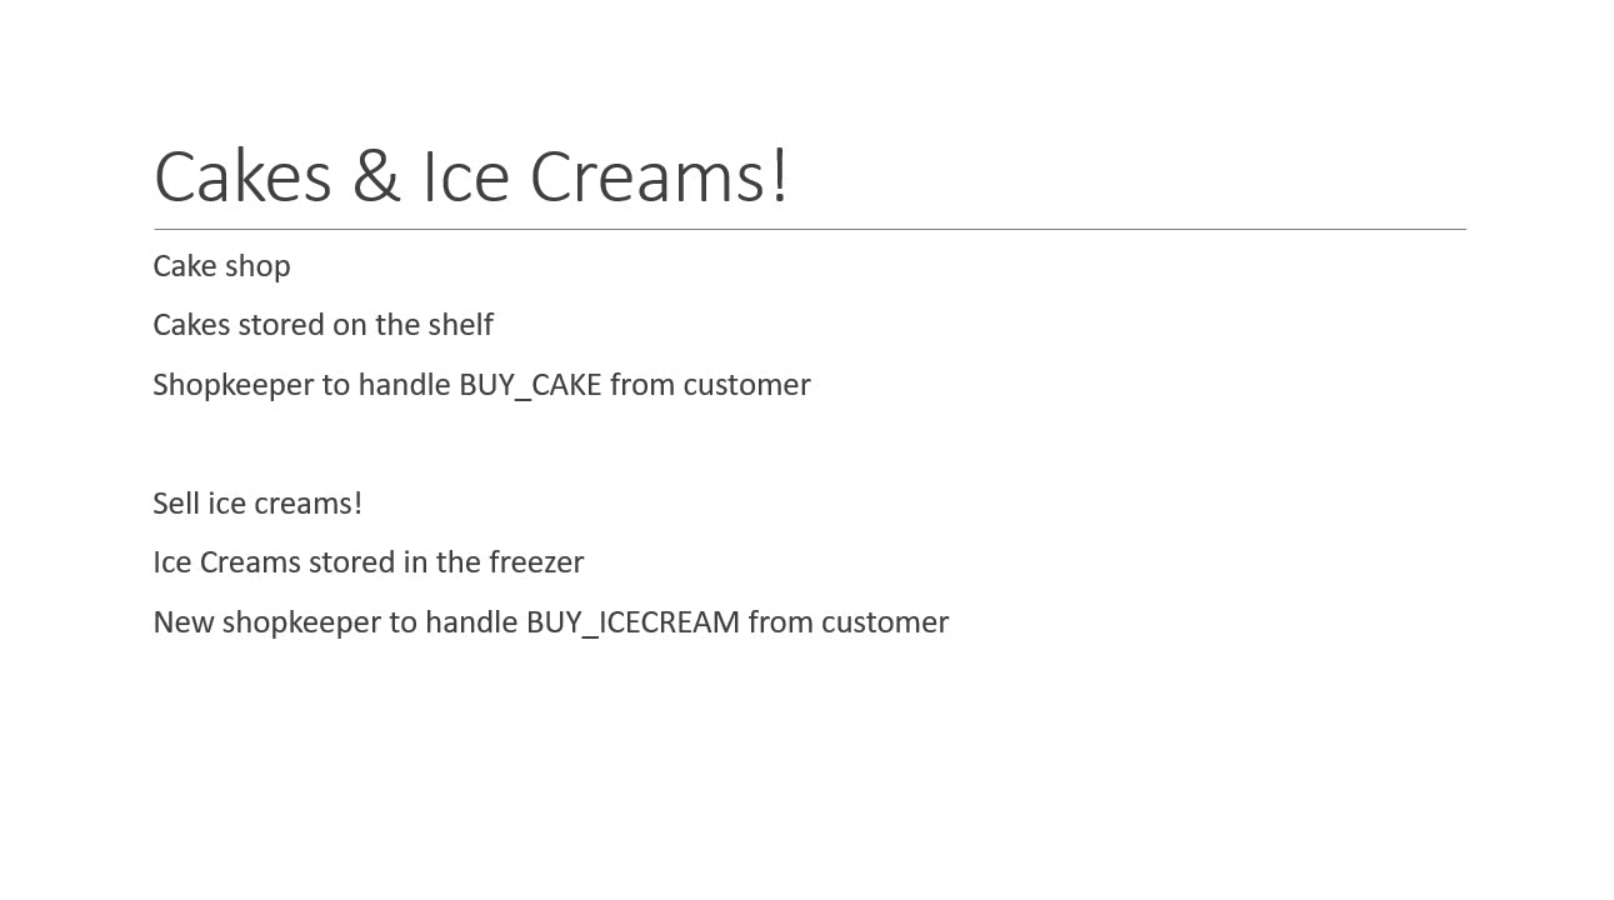 Cakes & Ice Creams!
Cake shop
Cakes stored on the shelf
Shopkeeper to handle BUY_CAKE from customer
Sell ice creams!
Ice Creams stored in the freezer
New shopkeeper to handle BUY_ICECREAM from customer